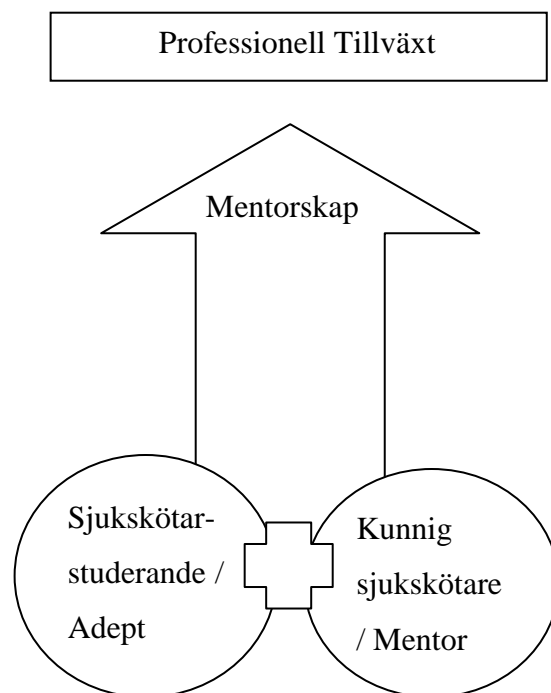 Professionell Tillväxt
Mentorskap
Sjukskötar-
studerande /
Adept
Kunnig
sjukskötare
/ Mentor